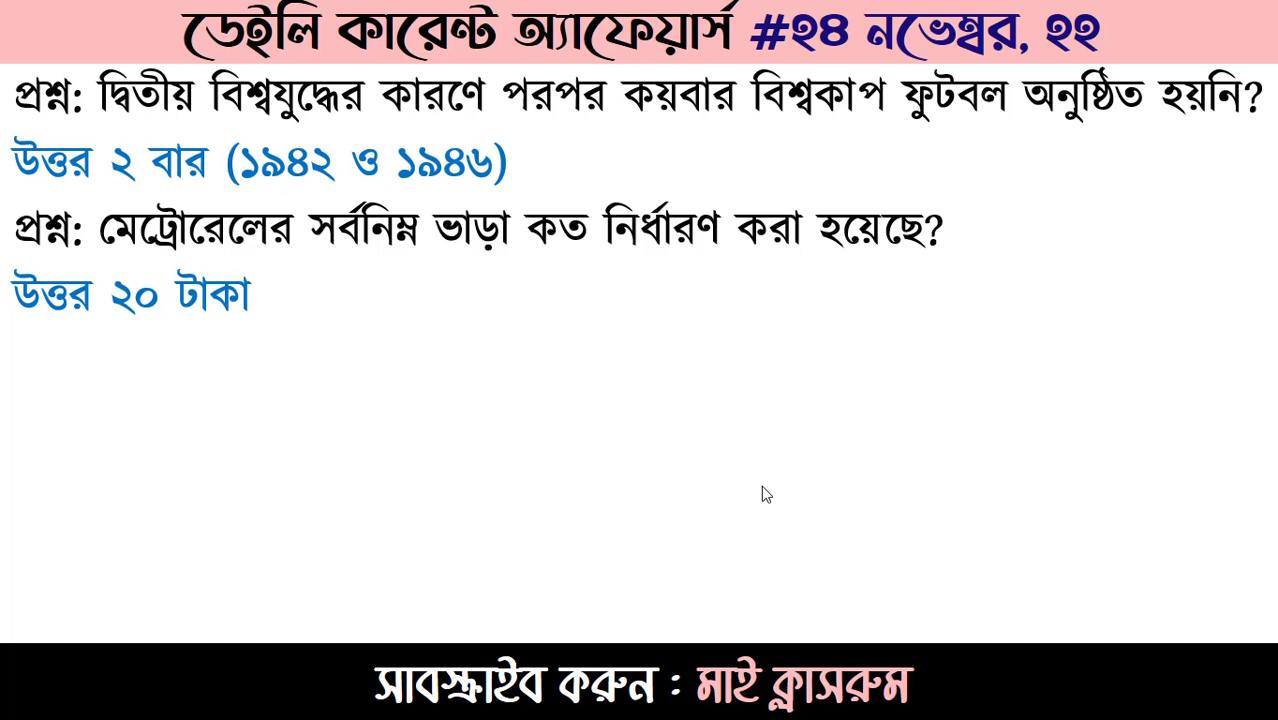 ডেইলি কারেন্ট অ্যাফেয়ার্স #২৪ নভেম্বর, ২২
প্রশ্ন: দ্বিতীয় বিশ্বযুদ্ধের কারণে পরপর কয়বার বিশ্বকাপ ফুটবল অনুষ্ঠিত হয়নি?
উত্তর ২ বার (১৯৪২ ও ১৯৪৬)
প্রশ্ন: মেট্রোরেলের সর্বনিম্ন ভাড়া কত নির্ধারণ করা হয়েছে?
উত্তর ২০ টাকা
সাবস্ক্রাইব করুন : মাই ক্লাসরুম